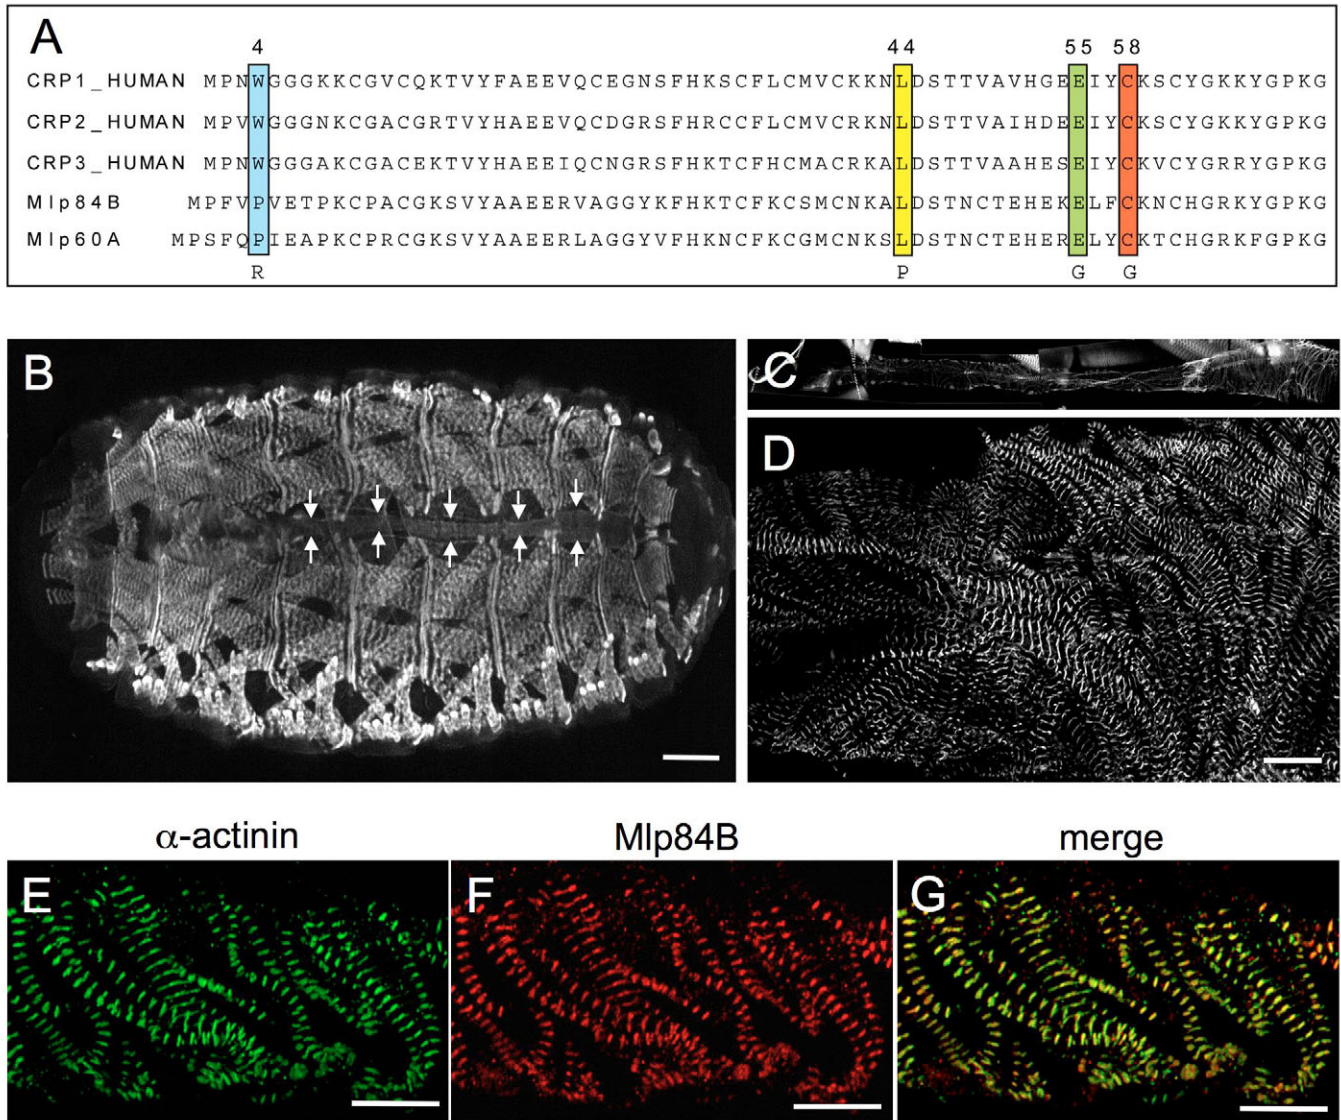 A
4 44 55 58
CRP1_HUMAN MPNWGGGKKCGVCQKTVYFAEEVQCEGNSFHKSCFLCMVCKKNLDSTTVAVHGEEIYCKSCYGKKYGPKG
CRP2_HUMAN MPVWGGGNKCGACGRTVYHAEEVQCDGRSFHRCCFLCMVCRKNLDSTTVAIHDEEIYCKSCYGKKYGPKG
CRP3_HUMAN MPNWGGGAKCGACEKTVYHAEEIQCNGRSFHKTCFHCMACRKALDSTTVAAHESEIYCKVCYGRRYGPKG
Mlp84B MPFVPVETPKCPACGKSVYAAEERVAGGYKFHKTCFKCSMCNKALDSTNCTEHEKELFCKNCHGRKYGPKG
Mlp60A MPSFQPIEAPKCPRCGKSVYAAEERLAGGYVFHKNCFKCGMCNKSLDSTNCTEHERELYCKTCHGRKFGPKG
R P G G
B
C
D
α-actinin Mlp84B merge
E F G